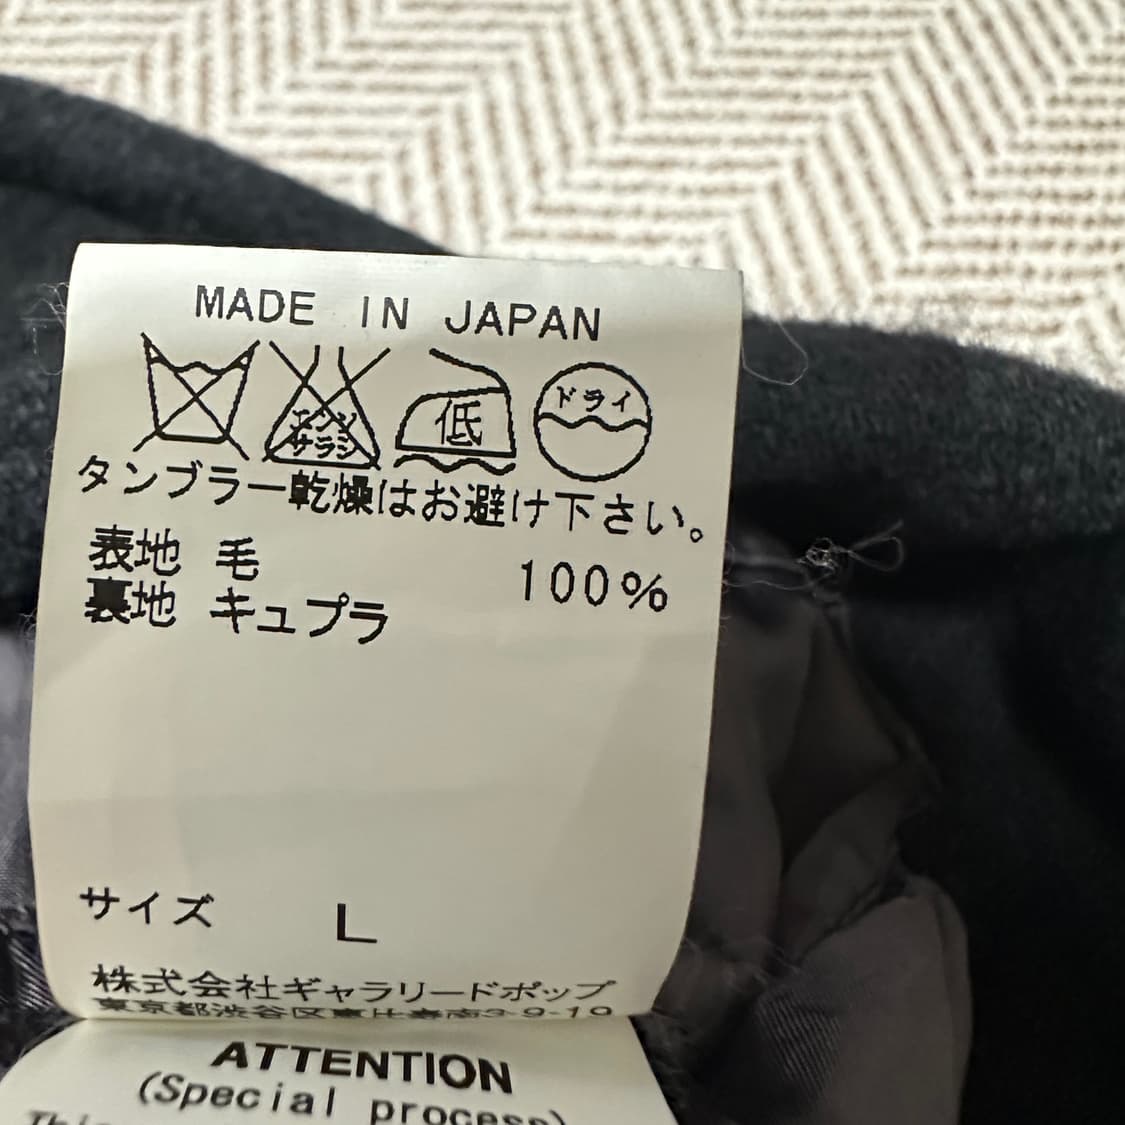 MADE IN JAPAN
エンソ
サラシ
低
ドライ
タンブラー乾燥はお避け下さい。
表地 毛 100%
裏地 キュプラ
サイズ L
株式会社ギャラリードポップ
東京都渋谷区恵比寿南3-9-19
ATTENTION
(Special process)
This